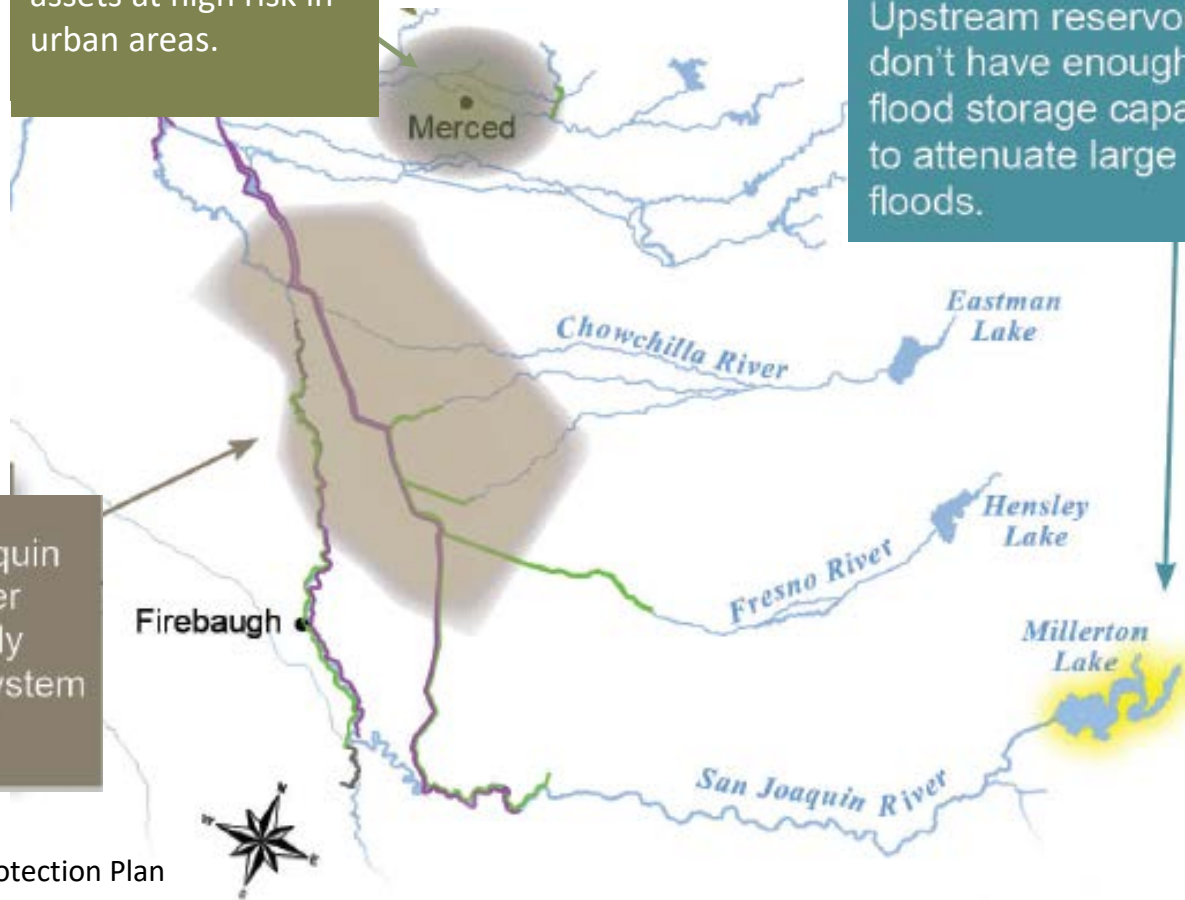 assets at high risk in
urban areas.
Upstream reservo
don't have enough
flood storage capa
to attenuate large
floods.
Merced
Eastman
Lake
Chowchilla River
Hensley
Lake
Fresno River
quin
er
ly
ystem
Firebaugh
Millerton
Lake
San Joaquin River
N
W
E
S
otection Plan